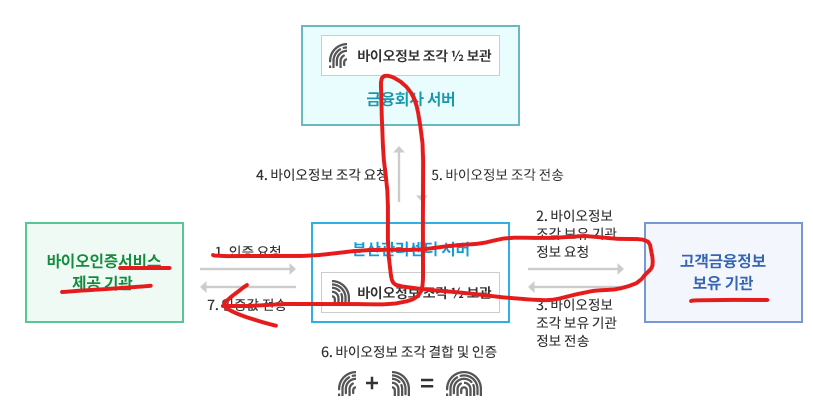 바이오정보 조각 ½ 보관
금융회사 서버
4. 바이오정보 조각 요청
5. 바이오정보 조각 전송
바이오인증서비스
제공 기관
1. 인증 요청
7. 인증값 전송
분산관리센터 서버
바이오정보 조각 ½ 보관
2. 바이오정보
조각 보유 기관
정보 요청
3. 바이오정보
조각 보유 기관
정보 전송
고객금융정보
보유 기관
6. 바이오정보 조각 결합 및 인증
+ =